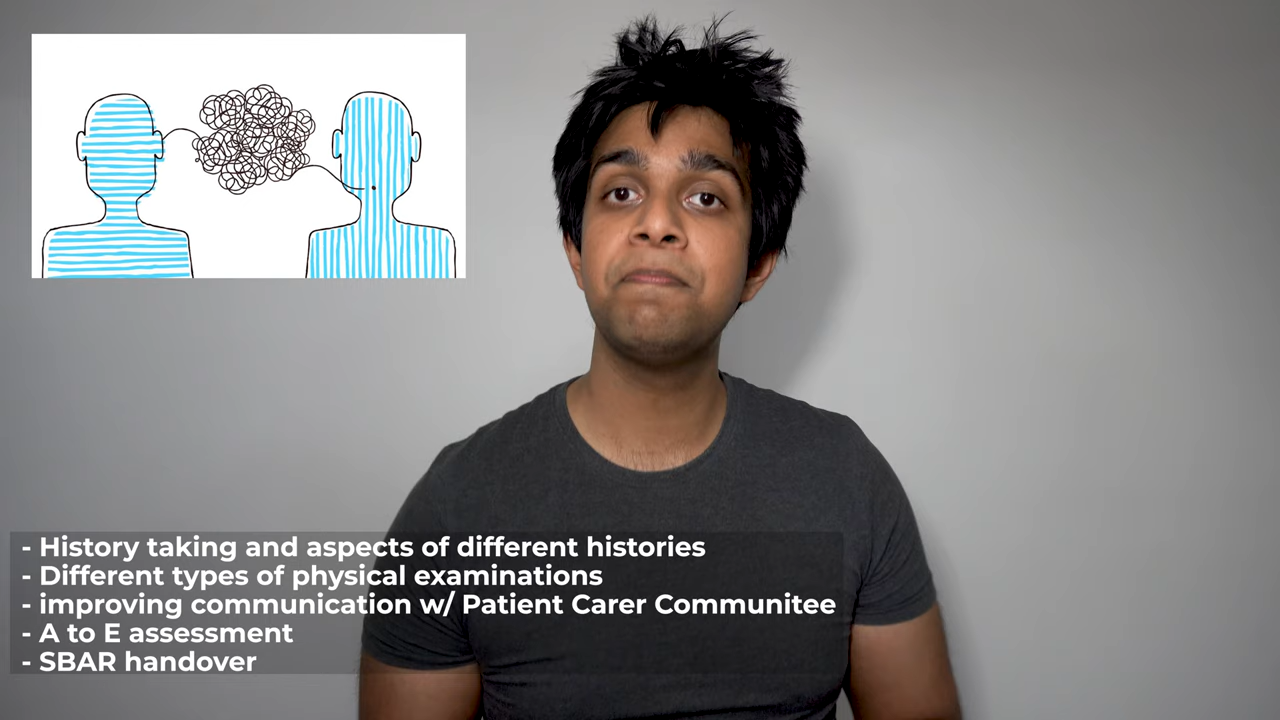 - History taking and aspects of different histories
- Different types of physical examinations
- improving communication w/ Patient Carer Communitee
- A to E assessment
- SBAR handover